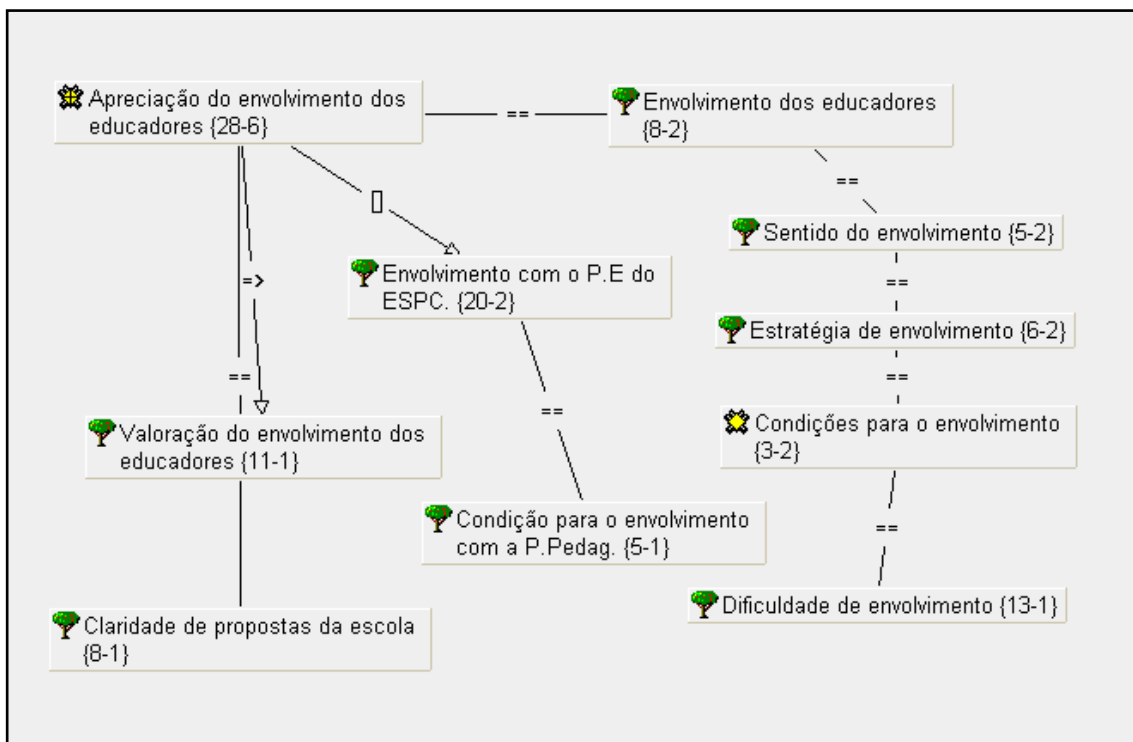 Apreciação do envolvimento dos
educadores {28-6}
==
Envolvimento dos educadores
{8-2}
==
[]
Sentido do envolvimento {5-2}
=>
Envolvimento com o P.E do
ESPC. {20-2}
==
Estratégia de envolvimento {6-2}
==
==
Valoração do envolvimento dos
educadores {11-1}
==
Condições para o envolvimento
{3-2}
Condição para o envolvimento
com a P.Pedag. {5-1}
==
Dificuldade de envolvimento {13-1}
Claridade de propostas da escola
{8-1}